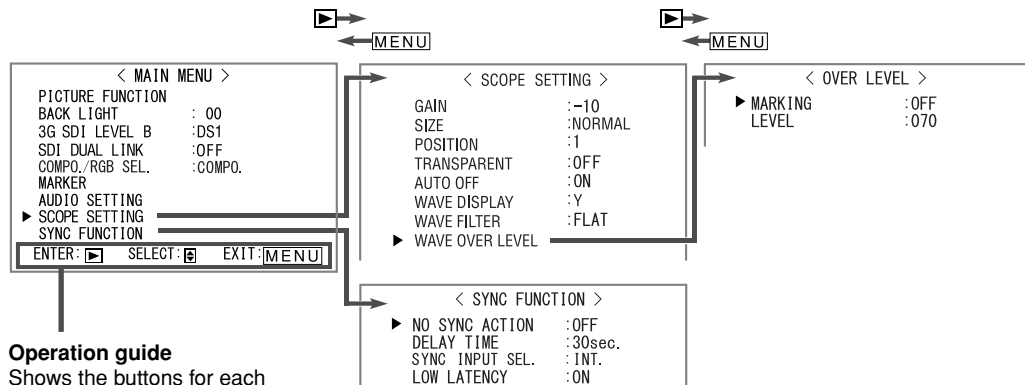 MENU
MENU
< MAIN MENU >
PICTURE FUNCTION
BACK LIGHT : 00
3G SDI LEVEL B :DS1
SDI DUAL LINK :OFF
COMPO./RGB SEL. :COMPO.
MARKER
AUDIO SETTING
▶ SCOPE SETTING
SYNC FUNCTION
ENTER: ▶ SELECT: EXIT: MENU
Operation guide
Shows the buttons for each
< SCOPE SETTING >
GAIN :–10
SIZE :NORMAL
POSITION :1
TRANSPARENT :OFF
AUTO OFF :ON
WAVE DISPLAY :Y
WAVE FILTER :FLAT
▶ WAVE OVER LEVEL
< SYNC FUNCTION >
▶ NO SYNC ACTION :OFF
DELAY TIME :30sec.
SYNC INPUT SEL. :INT.
LOW LATENCY :ON
< OVER LEVEL >
▶ MARKING :OFF
LEVEL :070